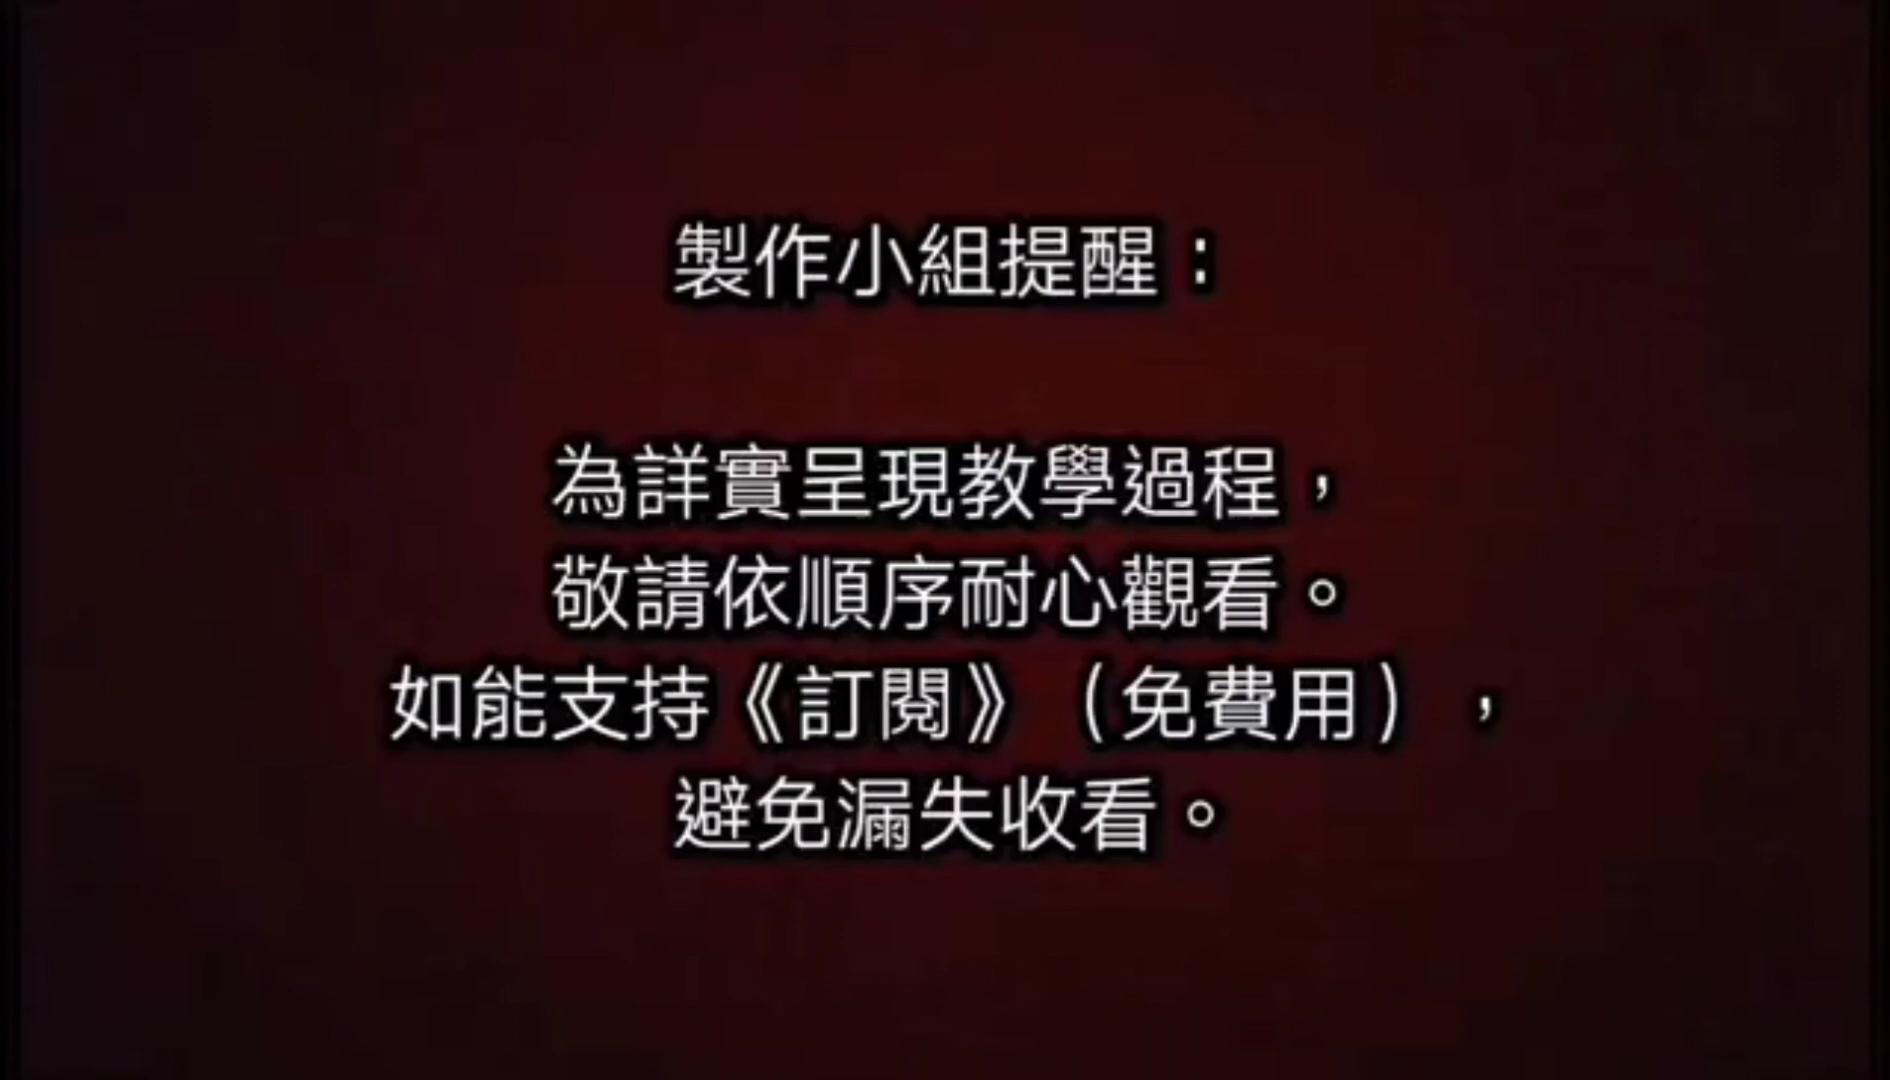 製作小組提醒：
為詳實呈現教學過程，
敬請依順序耐心觀看。
如能支持《訂閱》（免費用），
避免漏失收看。